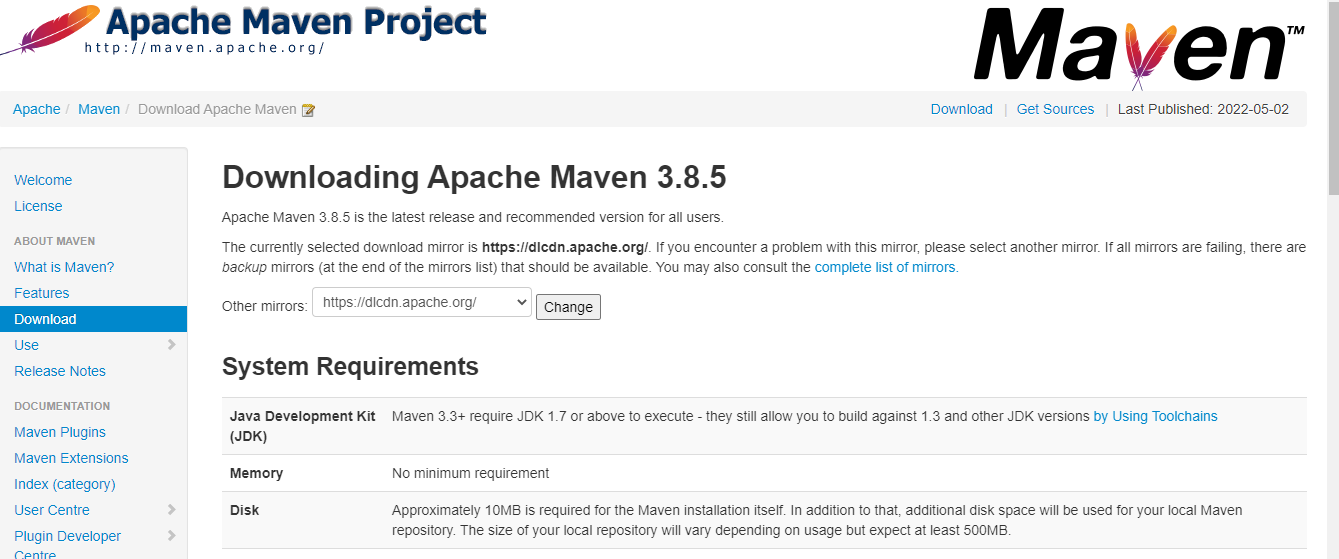 Apache Maven Project
http://maven.apache.org/
Maven™
Apache / Maven / Download Apache Maven
Download | Get Sources | Last Published: 2022-05-02
Welcome
License
ABOUT MAVEN
What is Maven?
Features
Download
Use
Release Notes
DOCUMENTATION
Maven Plugins
Maven Extensions
Index (category)
User Centre
Plugin Developer
Centre
Downloading Apache Maven 3.8.5
Apache Maven 3.8.5 is the latest release and recommended version for all users.
The currently selected download mirror is https://dlcdn.apache.org/. If you encounter a problem with this mirror, please select another mirror. If all mirrors are failing, there are
backup mirrors (at the end of the mirrors list) that should be available. You may also consult the complete list of mirrors.
Other mirrors: https://dlcdn.apache.org/ Change
System Requirements
Java Development Kit
(JDK)
Maven 3.3+ require JDK 1.7 or above to execute - they still allow you to build against 1.3 and other JDK versions by Using Toolchains
Memory
No minimum requirement
Disk
Approximately 10MB is required for the Maven installation itself. In addition to that, additional disk space will be used for your local Maven
repository. The size of your local repository will vary depending on usage but expect at least 500MB.